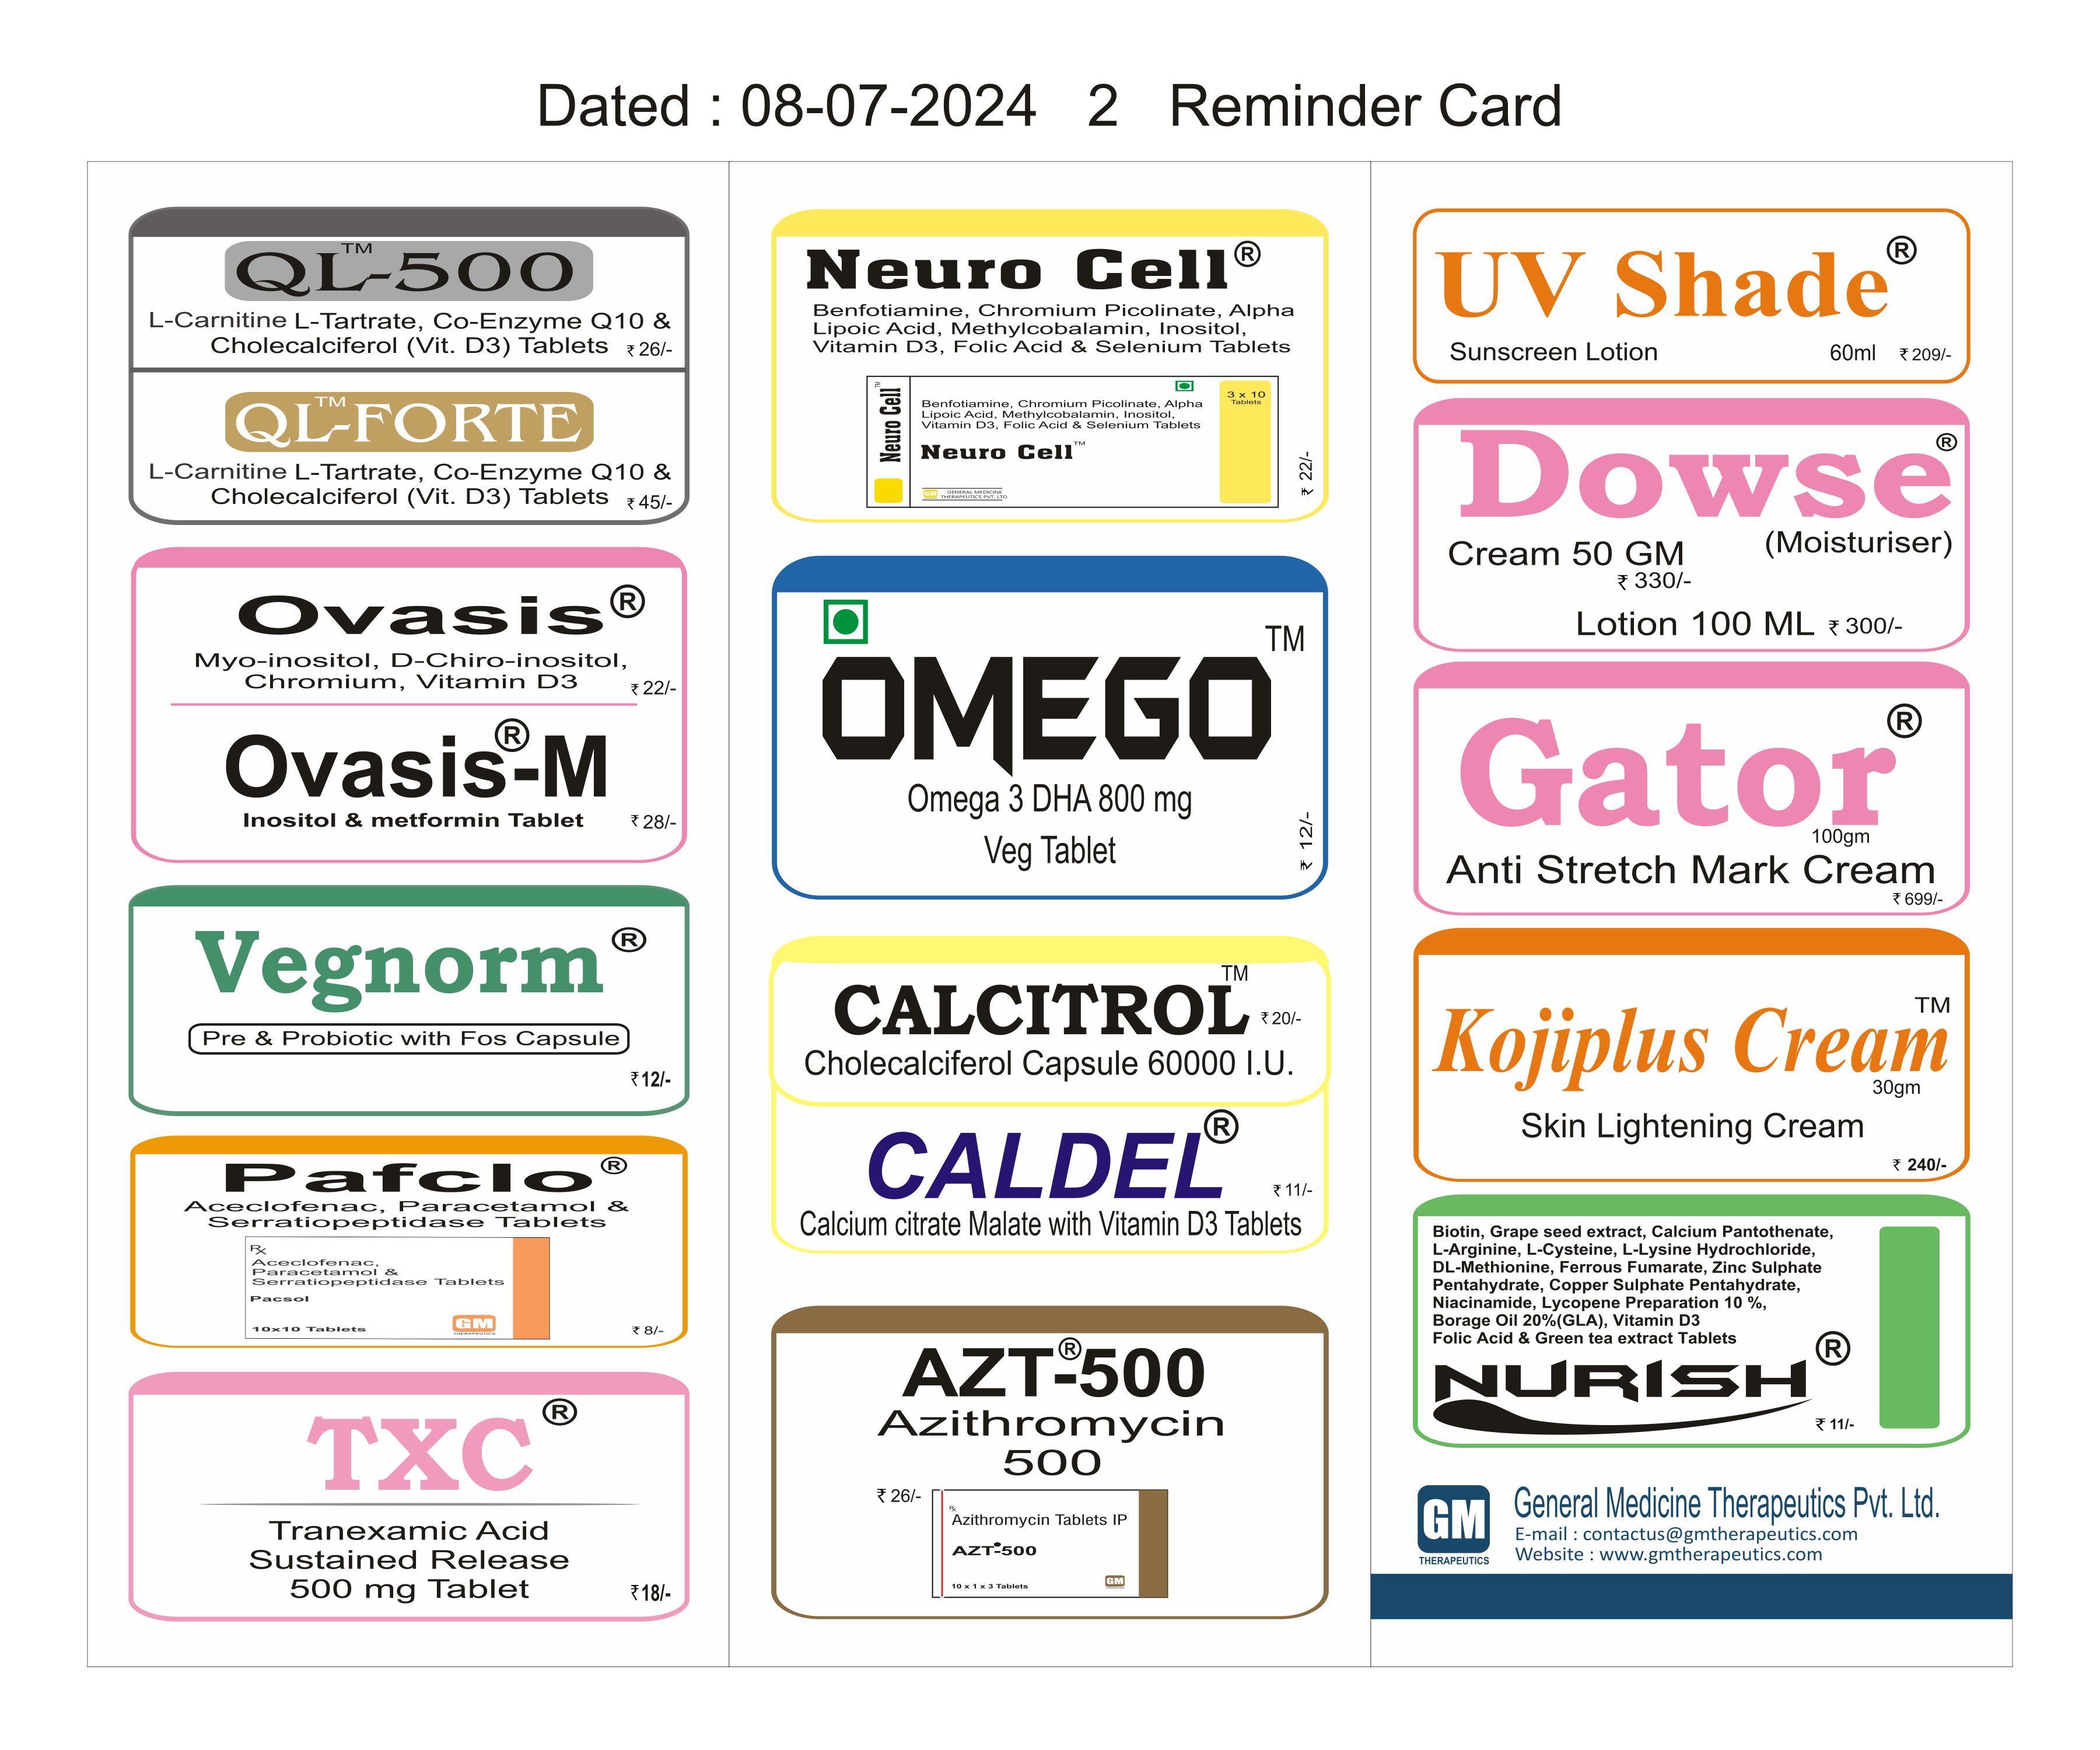 Dated : 08-07-2024 2 Reminder Card
QL-500™
L-Carnitine L-Tartrate, Co-Enzyme Q10 &
Cholecalciferol (Vit. D3) Tablets ₹ 26/-
QL-FORTE™
L-Carnitine L-Tartrate, Co-Enzyme Q10 &
Cholecalciferol (Vit. D3) Tablets ₹ 45/-
Ovasis®
Myo-inositol, D-Chiro-inositol,
Chromium, Vitamin D3 ₹ 22/-
Ovasis®-M
Inositol & metformin Tablet ₹ 28/-
Vegnorm®
Pre & Probiotic with Fos Capsule
₹ 12/-
Pafclo®
Aceclofenac, Paracetamol &
Serratiopeptidase Tablets
Rx
Aceclofenac,
Paracetamol &
Serratiopeptidase Tablets
Pacsol
10x10 Tablets
GM
THERAPEUTICS
₹ 8/-
TXC®
Tranexamic Acid
Sustained Release
500 mg Tablet ₹ 18/-
Neuro Cell®
Benfotiamine, Chromium Picolinate, Alpha
Lipoic Acid, Methylcobalamin, Inositol,
Vitamin D3, Folic Acid & Selenium Tablets
Neuro Cell™
Benfotiamine, Chromium Picolinate, Alpha
Lipoic Acid, Methylcobalamin, Inositol,
Vitamin D3, Folic Acid & Selenium Tablets
Neuro Cell™
GM GENERAL MEDICINE
THERAPEUTICS PVT. LTD.
3 x 10
Tablets
₹ 22/-
OMEGO™
Omega 3 DHA 800 mg
Veg Tablet
₹ 12/-
CALCITROL™ ₹ 20/-
Cholecalciferol Capsule 60000 I.U.
CALDEL® ₹ 11/-
Calcium citrate Malate with Vitamin D3 Tablets
AZT®-500
Azithromycin
500
₹ 26/-
Rx
Azithromycin Tablets IP
AZT-500
10 x 1 x 3 Tablets
GM
UV Shade®
Sunscreen Lotion 60ml ₹ 209/-
Dowse®
(Moisturiser)
Cream 50 GM
₹ 330/-
Lotion 100 ML ₹ 300/-
Gator®
100gm
Anti Stretch Mark Cream
₹ 699/-
Kojiplus Cream™
30gm
Skin Lightening Cream
₹ 240/-
Biotin, Grape seed extract, Calcium Pantothenate,
L-Arginine, L-Cysteine, L-Lysine Hydrochloride,
DL-Methionine, Ferrous Fumarate, Zinc Sulphate
Pentahydrate, Copper Sulphate Pentahydrate,
Niacinamide, Lycopene Preparation 10 %,
Borage Oil 20%(GLA), Vitamin D3
Folic Acid & Green tea extract Tablets
NURISH®
₹ 11/-
GM
THERAPEUTICS
General Medicine Therapeutics Pvt. Ltd.
E-mail : contactus@gmtherapeutics.com
Website : www.gmtherapeutics.com